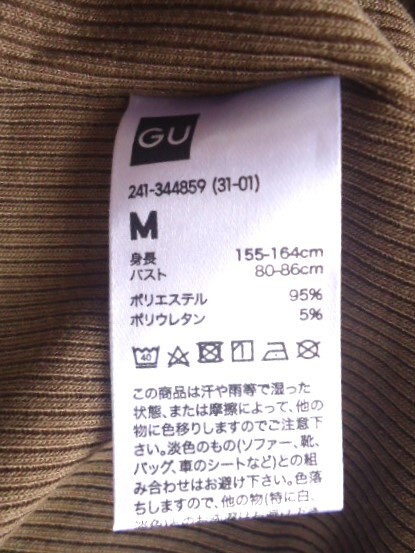 GU
241-344859 (31-01)
M
身長 155-164cm
バスト 80-86cm
ポリエステル 95%
ポリウレタン 5%
40
この商品は汗や雨等で湿った
状態、または摩擦によって、他の
物に色移りしますのでご注意下
さい。淡色のもの(ソファー、靴、
バッグ、車のシートなど)との組
み合わせはお避け下さい。色落
ちしますので、他の物(特に白、
淡色)との